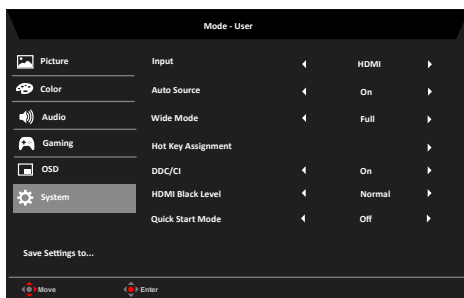 Mode - User
Picture
Color
Audio
Gaming
OSD
System
Input HDMI
Auto Source On
Wide Mode Full
Hot Key Assignment
DDC/CI On
HDMI Black Level Normal
Quick Start Mode Off
Save Settings to...
Move Enter